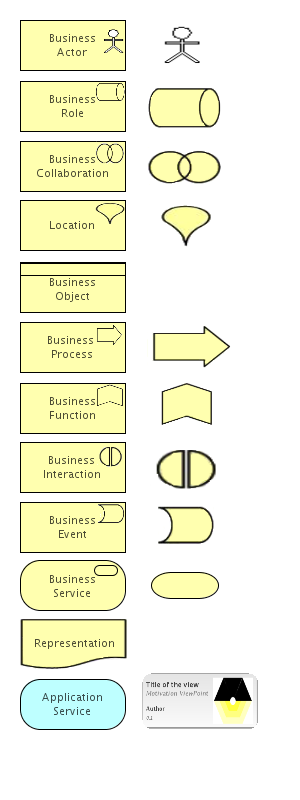 Business
Actor
Business
Role
Business
Collaboration
Location
Business
Object
Business
Process
Business
Function
Business
Interaction
Business
Event
Business
Service
Representation
Application
Service
Title of the view
Motivation ViewPoint
Author